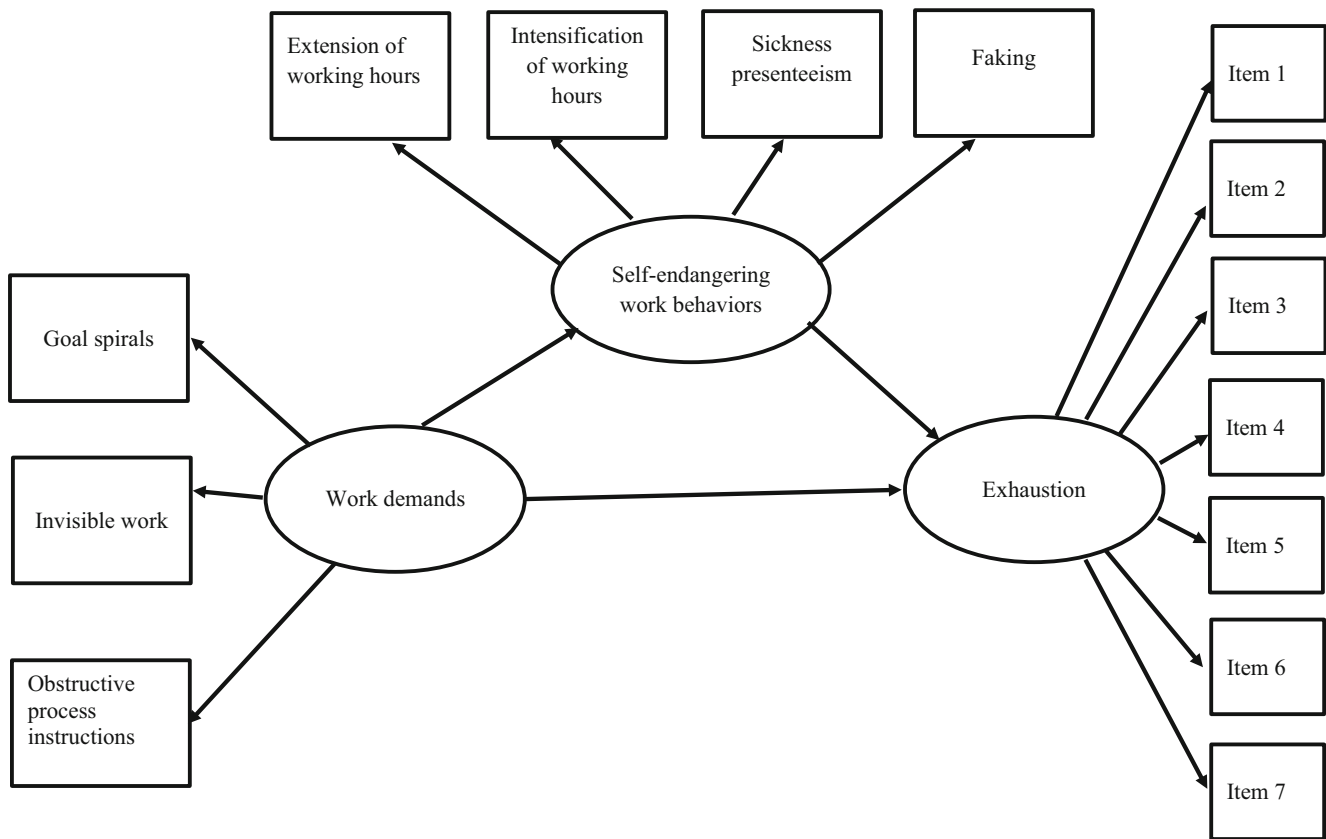 Extension of
working hours
Intensification
of working
hours
Sickness
presenteeism
Faking
Item 1
Item 2
Item 3
Item 4
Item 5
Item 6
Item 7
Self-endangering
work behaviors
Goal spirals
Invisible work
Obstructive
process
instructions
Work demands
Exhaustion